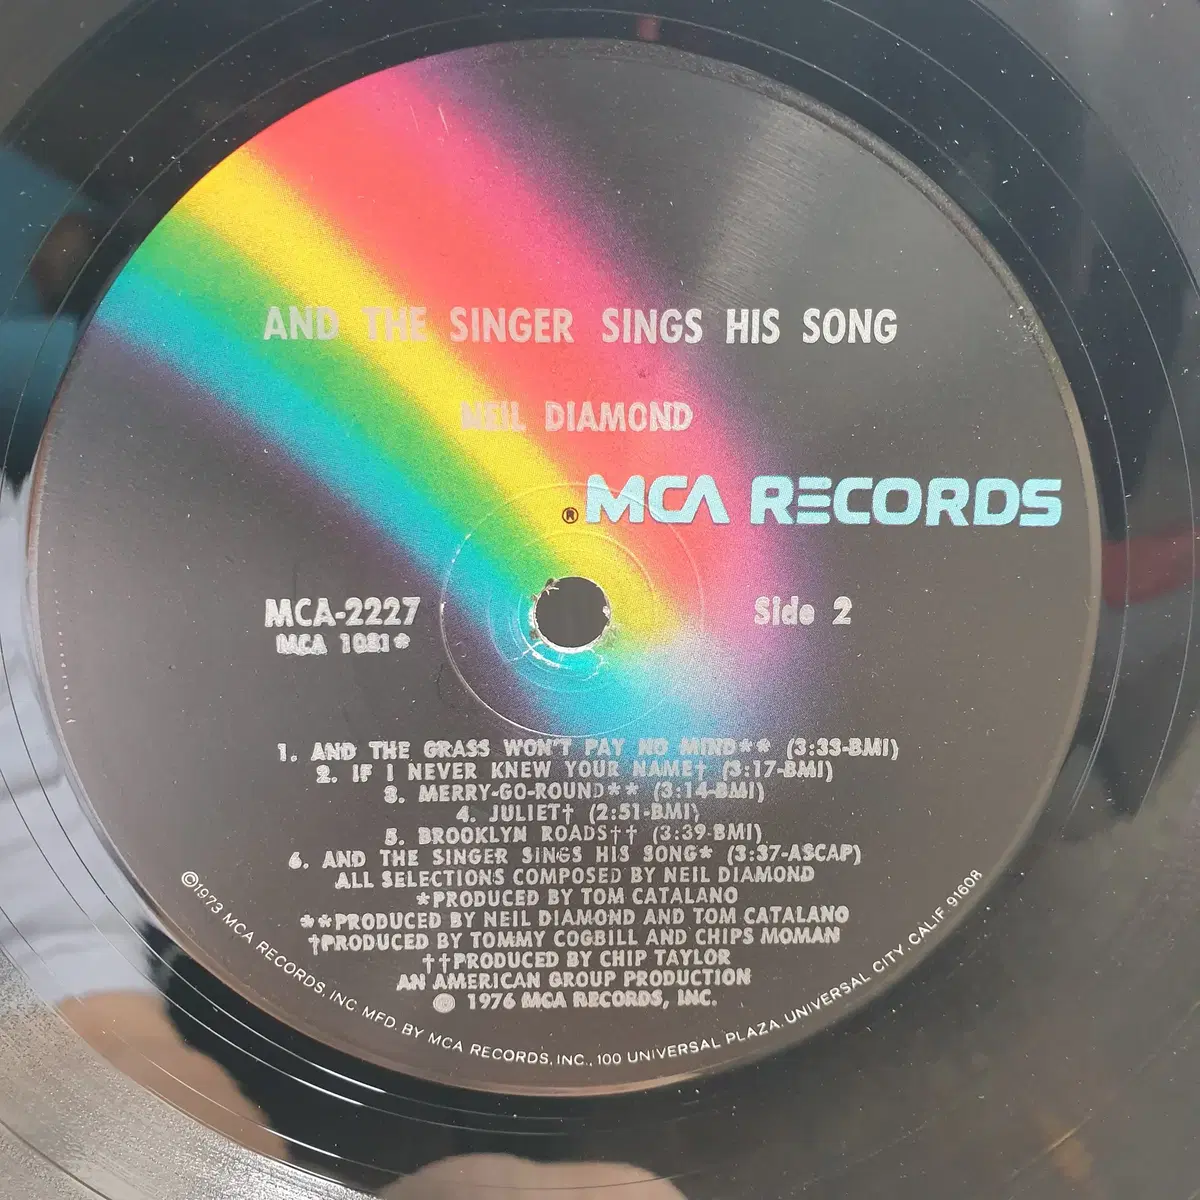 AND THE SINGER SINGS HIS SONG
NEIL DIAMOND
® MCA RECORDS
MCA-2227
MCA 1081*
Side 2
1. AND THE GRASS WON'T PAY NO MIND** (3:33-BMI)
2. IF I NEVER KNEW YOUR NAME† (3:17-BMI)
3. MERRY-GO-ROUND** (3:14-BMI)
4. JULIET† (2:51-BMI)
5. BROOKLYN ROADS†† (3:39-BMI)
6. AND THE SINGER SINGS HIS SONG* (3:37-ASCAP)
ALL SELECTIONS COMPOSED BY NEIL DIAMOND
*PRODUCED BY TOM CATALANO
**PRODUCED BY NEIL DIAMOND AND TOM CATALANO
†PRODUCED BY TOMMY COGBILL AND CHIPS MOMAN
††PRODUCED BY CHIP TAYLOR
AN AMERICAN GROUP PRODUCTION
℗ 1976 MCA RECORDS, INC.
©1973 MCA RECORDS, INC. MFD. BY MCA RECORDS, INC., 100 UNIVERSAL PLAZA, UNIVERSAL CITY, CALIF. 91608